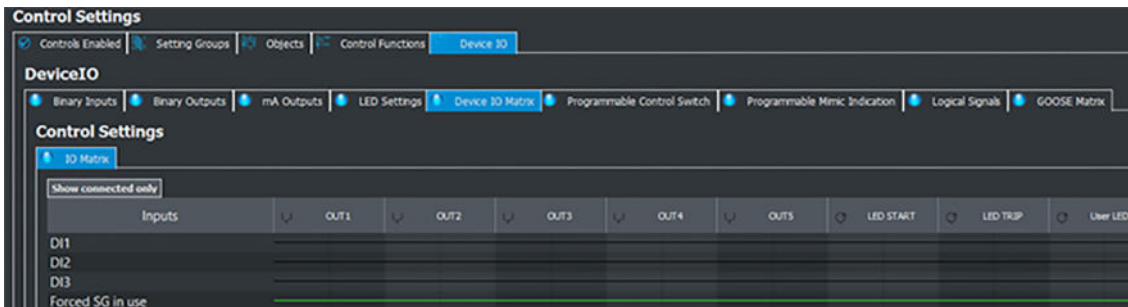 Control Settings
Controls Enabled Setting Groups Objects Control Functions Device IO
DeviceIO
Binary Inputs Binary Outputs mA Outputs LED Settings Device IO Matrix Programmable Control Switch Programmable Mimic Indication Logical Signals GOOSE Matrix
Control Settings
IO Matrix
Show connected only
Inputs OUT1 OUT2 OUT3 OUT4 OUT5 LED START LED TRIP User LED
DI1
DI2
DI3
Forced SG in use